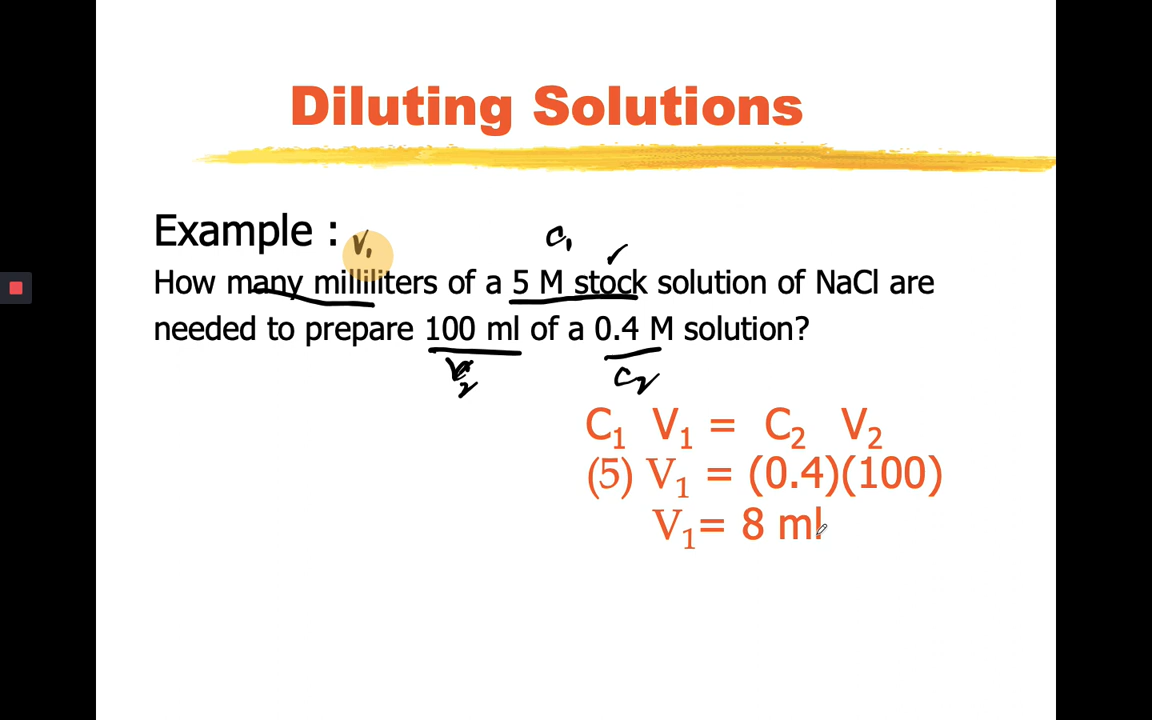 Diluting Solutions
Example :
V₁
C₁
How many milliliters of a 5 M stock solution of NaCl are
needed to prepare 100 ml of a 0.4 M solution?
V₂
C₂
C₁ V₁ = C₂ V₂
(5) V₁ = (0.4)(100)
V₁= 8 ml